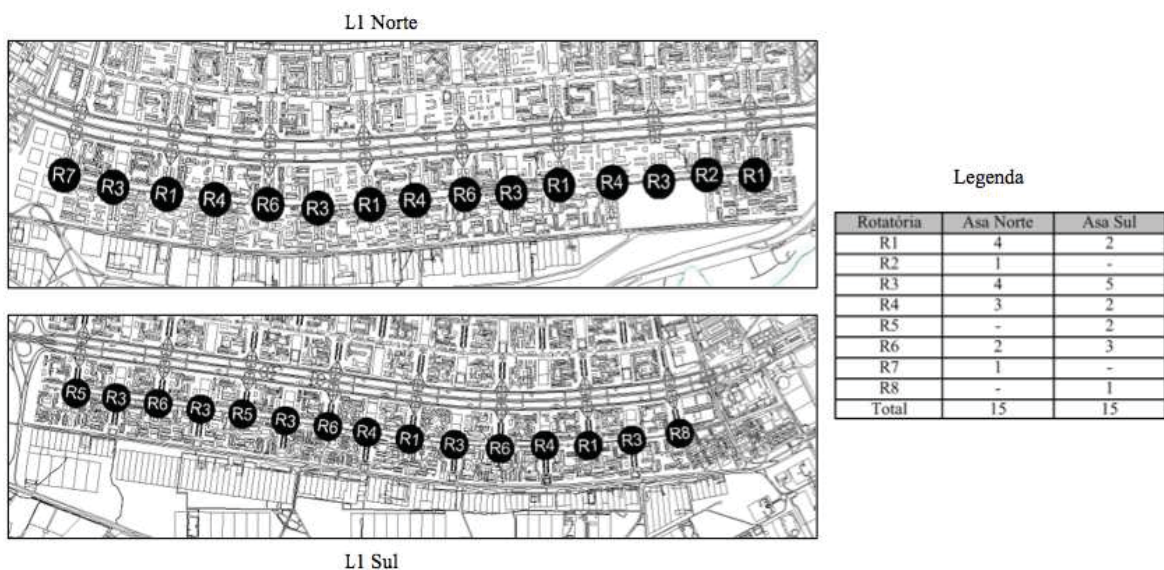 L1 Norte
R7 R3 R1 R4 R6 R3 R1 R4 R6 R3 R1 R4 R3 R2 R1
R5 R3 R6 R3 R5 R3 R6 R4 R1 R3 R6 R4 R1 R3 R8
L1 Sul
Legenda
Rotatória Asa Norte Asa Sul
R1 4 2
R2 1 -
R3 4 5
R4 3 2
R5 - 2
R6 2 3
R7 1 -
R8 - 1
Total 15 15